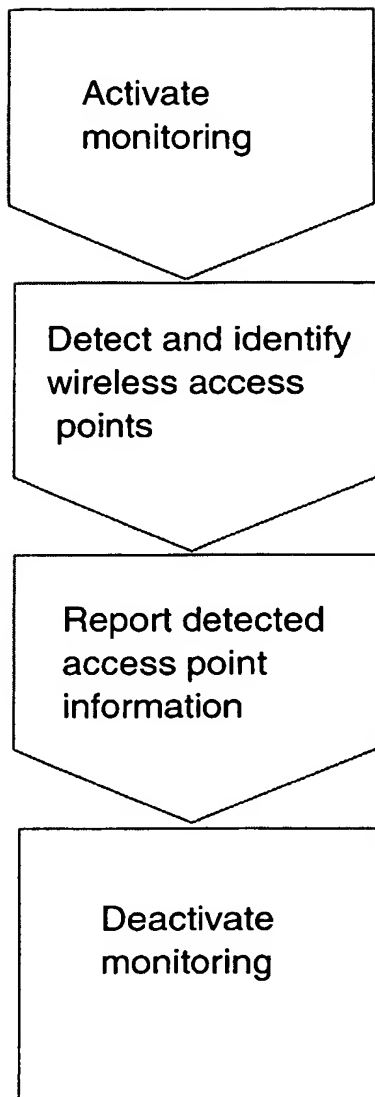 Activate
monitoring
Detect and identify
wireless access
points
Report detected
access point
information
Deactivate
monitoring